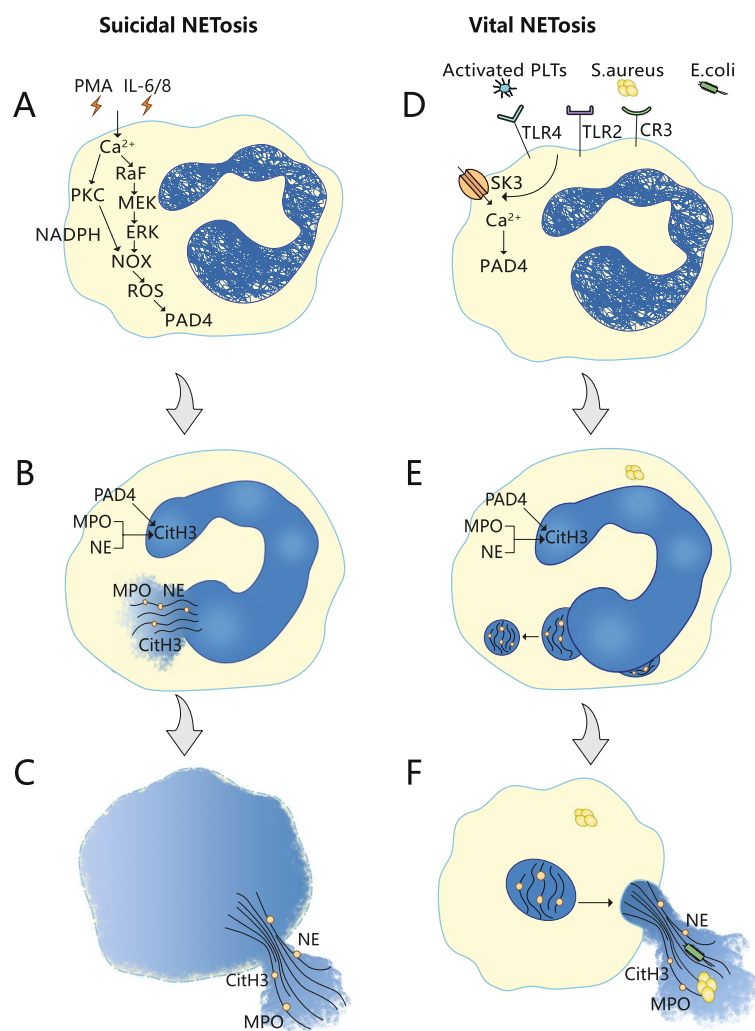 Suicidal NETosis
Vital NETosis
A
PMA IL-6/8
Ca²⁺
RaF
PKC
MEK
NADPH
ERK
NOX
ROS
PAD4
D
Activated PLTs S.aureus E.coli
TLR4 TLR2 CR3
SK3
Ca²⁺
PAD4
B
PAD4
MPO
CitH3
NE
MPO NE
CitH3
E
PAD4
MPO
CitH3
NE
C
NE
CitH3
MPO
F
NE
CitH3
MPO